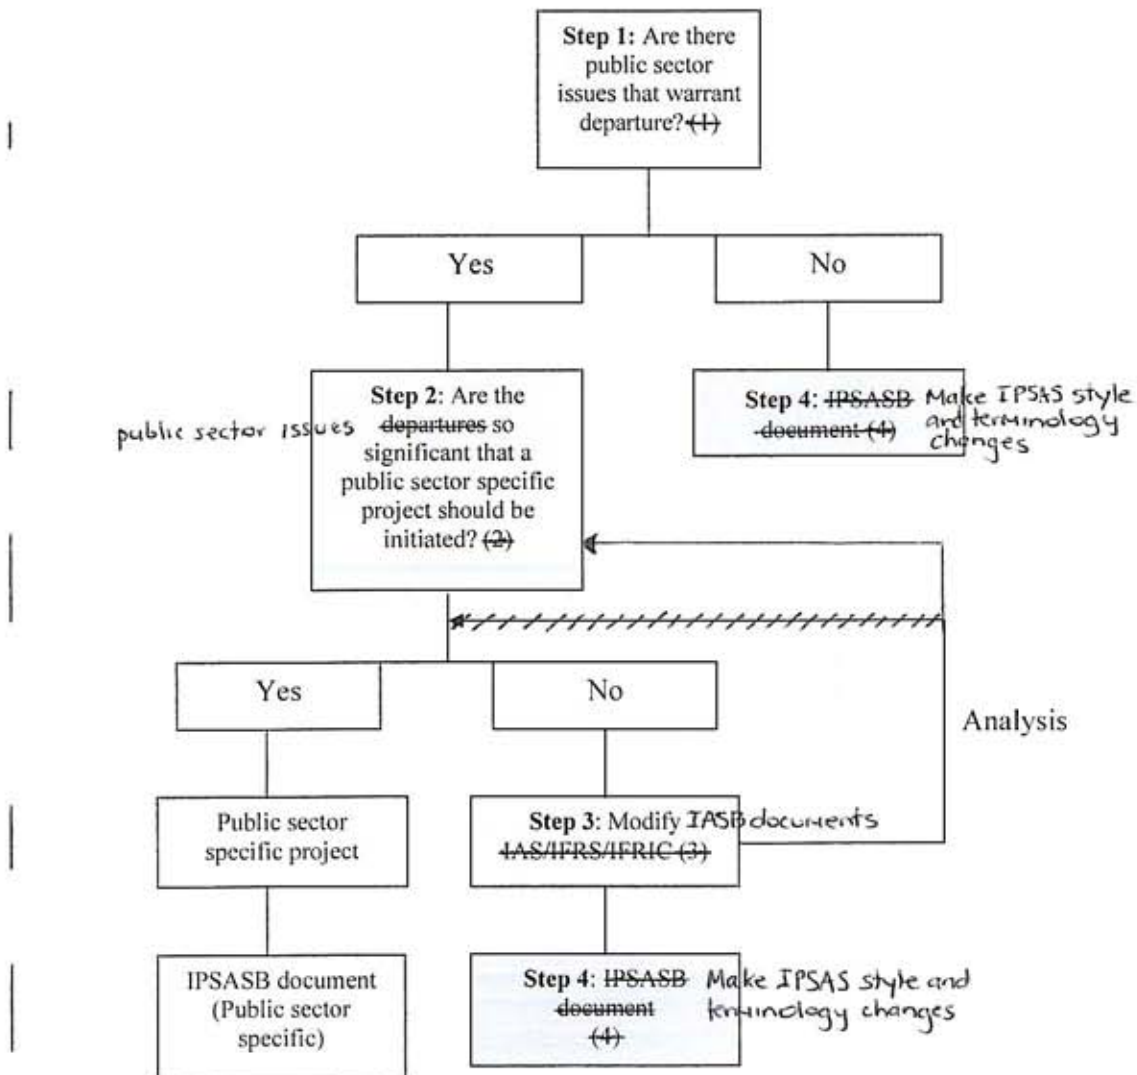 Step 1: Are there
public sector
issues that warrant
departure? (1)
Yes
No
Step 2: Are the
public sector issues departures so
significant that a
public sector specific
project should be
initiated? (2)
Step 4: IPSASB Make IPSAS style
document (4) and terminology
changes
Yes
No
Analysis
Public sector
specific project
Step 3: Modify IASB documents
IAS/IFRS/IFRIC (3)
IPSASB document
(Public sector
specific)
Step 4: IPSASB Make IPSAS style and
document terminology changes
(4)